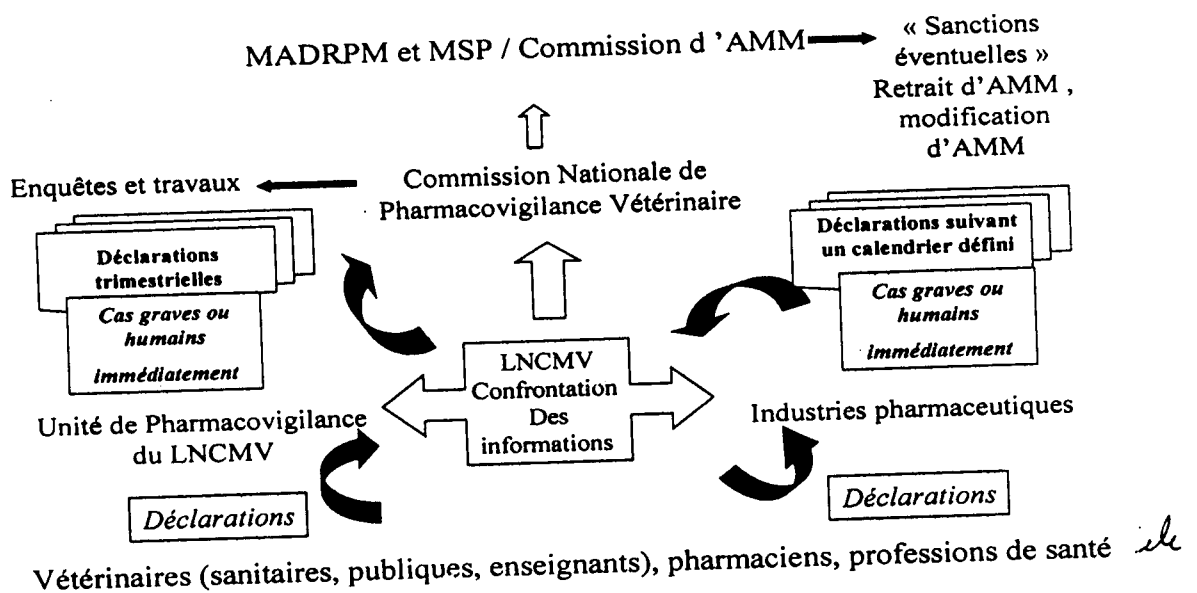 MADRPM et MSP / Commission d 'AMM
« Sanctions
éventuelles »
Retrait d'AMM ,
modification
d'AMM
Enquêtes et travaux
Commission Nationale de
Pharmacovigilance Vétérinaire
Déclarations
trimestrielles
Cas graves ou
humains
immédiatement
Déclarations suivant
un calendrier défini
Cas graves ou
humains
immédiatement
LNCMV
Confrontation
Des
informations
Unité de Pharmacovigilance
du LNCMV
Industries pharmaceutiques
Déclarations
Déclarations
Vétérinaires (sanitaires, publiques, enseignants), pharmaciens, professions de santé